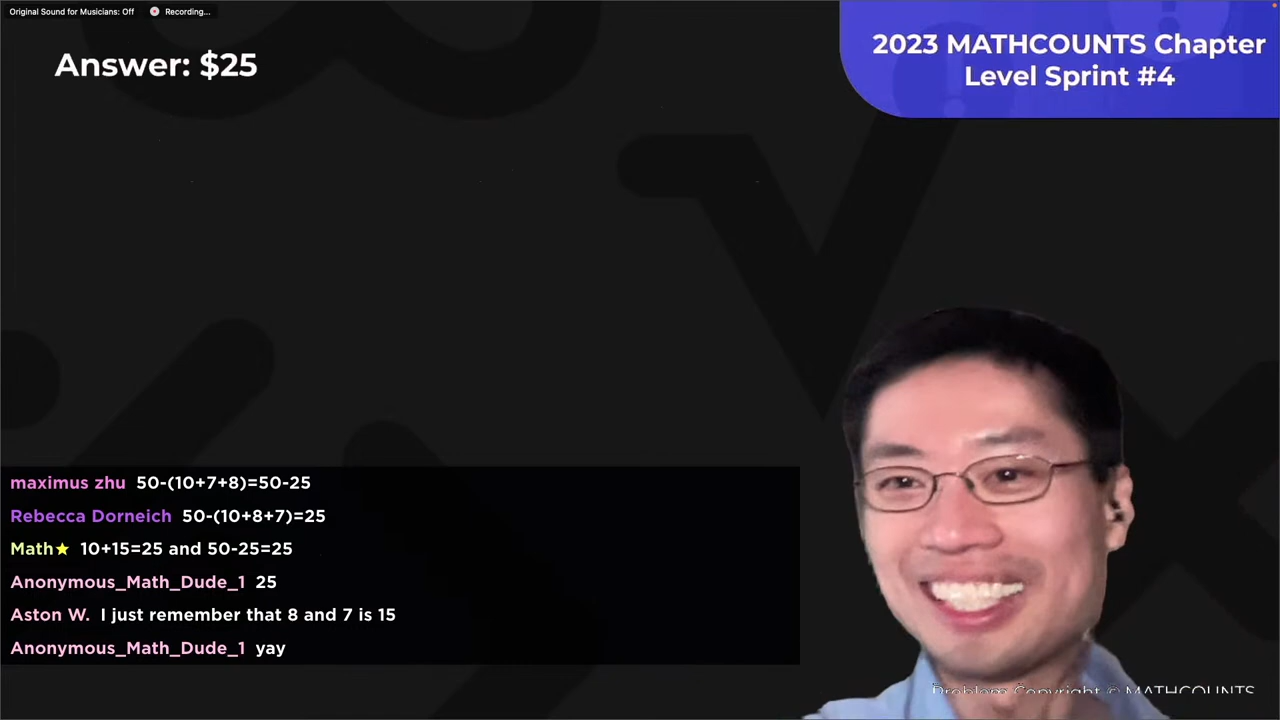 Original Sound for Musicians: Off Recording...
Answer: $25
2023 MATHCOUNTS Chapter
Level Sprint #4
maximus zhu 50-(10+7+8)=50-25
Rebecca Dorneich 50-(10+8+7)=25
Math⭐ 10+15=25 and 50-25=25
Anonymous_Math_Dude_1 25
Aston W. I just remember that 8 and 7 is 15
Anonymous_Math_Dude_1 yay
Problem Copyright © MATHCOUNTS